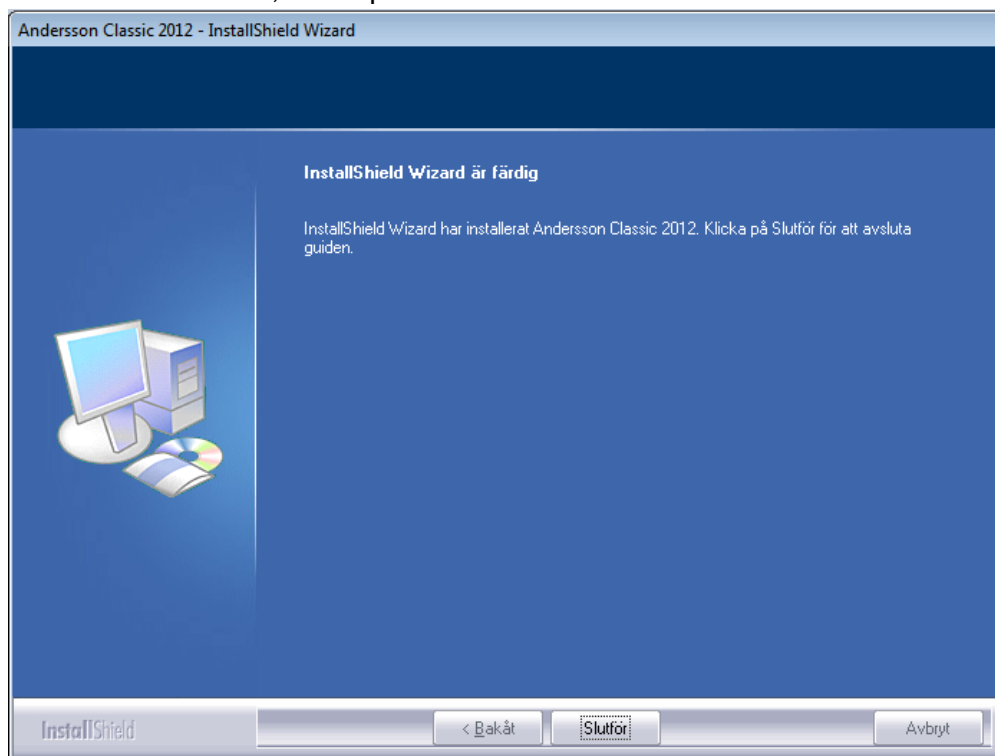 Andersson Classic 2012 - InstallShield Wizard
InstallShield Wizard är färdig
InstallShield Wizard har installerat Andersson Classic 2012. Klicka på Slutför för att avsluta
guiden.
InstallShield
< Bakåt
Slutför
Avbryt